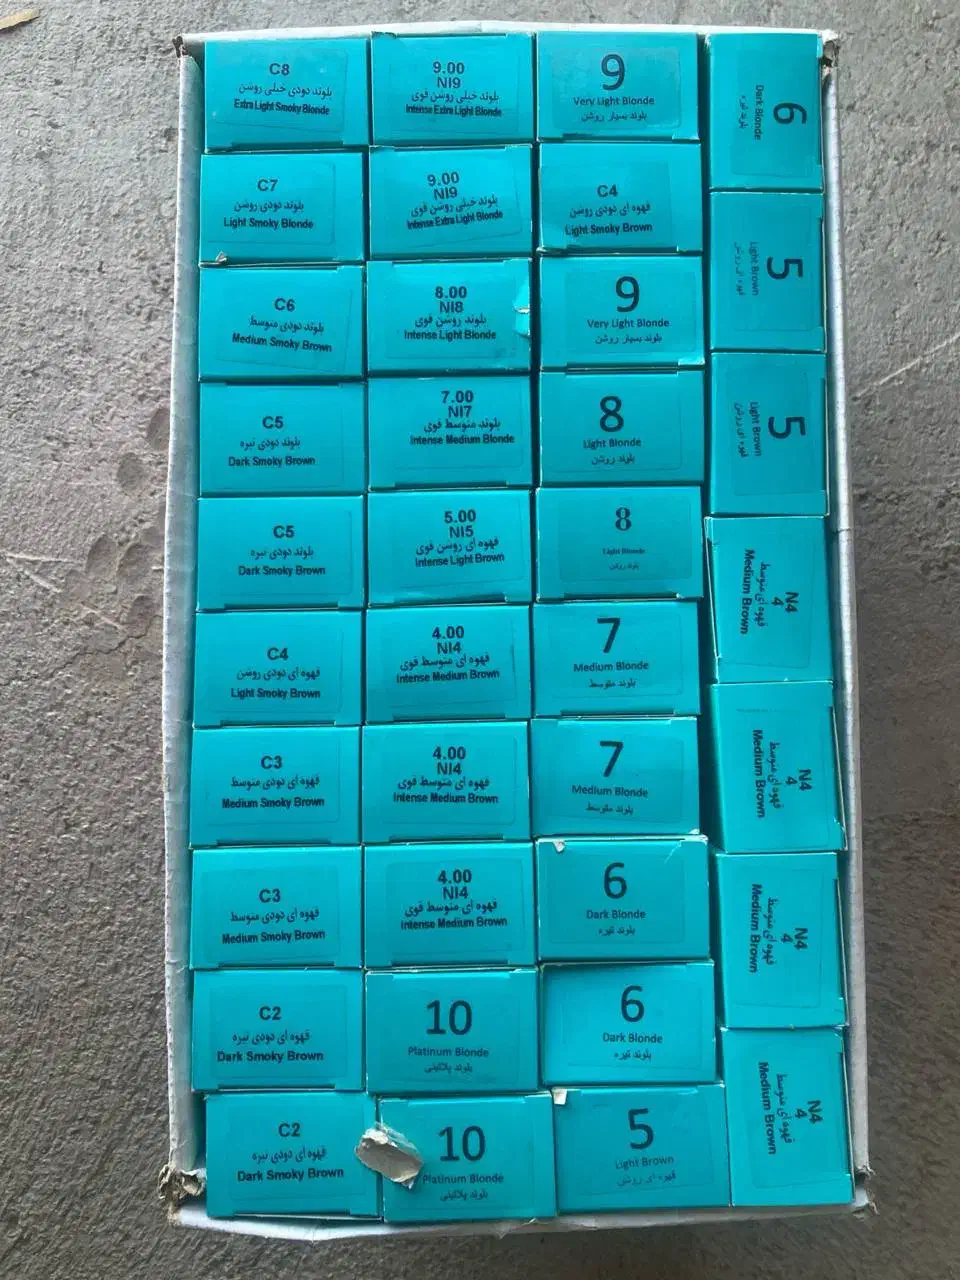 C8
بلوند دودی خیلی روشن
Extra Light Smoky Blonde
C7
بلوند دودی روشن
Light Smoky Blonde
C6
بلوند دودی متوسط
Medium Smoky Brown
C5
بلوند دودی تیره
Dark Smoky Brown
C5
بلوند دودی تیره
Dark Smoky Brown
C4
قهوه ای دودی روشن
Light Smoky Brown
C3
قهوه ای دودی متوسط
Medium Smoky Brown
C3
قهوه ای دودی متوسط
Medium Smoky Brown
C2
قهوه ای دودی تیره
Dark Smoky Brown
C2
قهوه ای دودی تیره
Dark Smoky Brown
9.00
NI9
بلوند خیلی روشن قوی
Intense Extra Light Blonde
9.00
NI9
بلوند خیلی روشن قوی
Intense Extra Light Blonde
8.00
NI8
بلوند روشن قوی
Intense Light Blonde
7.00
NI7
بلوند متوسط قوی
Intense Medium Blonde
5.00
NI5
قهوه ای روشن قوی
Intense Light Brown
4.00
NI4
قهوه ای متوسط قوی
Intense Medium Brown
4.00
NI4
قهوه ای متوسط قوی
Intense Medium Brown
4.00
NI4
قهوه ای متوسط قوی
Intense Medium Brown
10
Platinum Blonde
بلوند پلاتینی
10
Platinum Blonde
بلوند پلاتینی
9
Very Light Blonde
بلوند بسیار روشن
C4
قهوه ای دودی روشن
Light Smoky Brown
9
Very Light Blonde
بلوند بسیار روشن
8
Light Blonde
بلوند روشن
8
Light Blonde
بلوند روشن
7
Medium Blonde
بلوند متوسط
7
Medium Blonde
بلوند متوسط
6
Dark Blonde
بلوند تیره
6
Dark Blonde
بلوند تیره
5
Light Brown
قهوه ای روشن
6
Dark Blonde
بلوند تیره
5
Light Brown
قهوه ای روشن
5
Light Brown
قهوه ای روشن
N4
4
قهوه ای متوسط
Medium Brown
N4
4
قهوه ای متوسط
Medium Brown
N4
4
قهوه ای متوسط
Medium Brown
N4
4
قهوه ای متوسط
Medium Brown